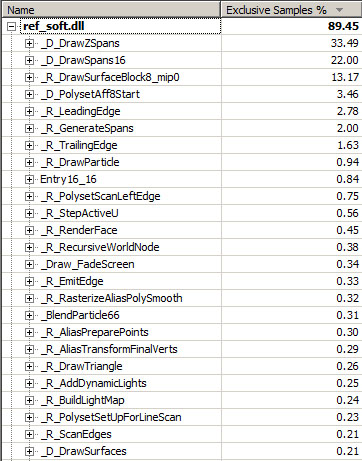 Name Exclusive Samples %
ref_soft.dll 89.45
_D_DrawZSpans 33.49
_D_DrawSpans16 22.00
_R_DrawSurfaceBlock8_mip0 13.17
_D_PolysetAff8Start 3.46
_R_LeadingEdge 2.78
_R_GenerateSpans 2.00
_R_TrailingEdge 1.63
_R_DrawParticle 0.94
Entry16_16 0.84
_R_PolysetScanLeftEdge 0.75
_R_StepActiveU 0.56
_R_RenderFace 0.45
_R_RecursiveWorldNode 0.38
_Draw_FadeScreen 0.34
_R_EmitEdge 0.33
_R_RasterizeAliasPolySmooth 0.32
_BlendParticle66 0.31
_R_AliasPreparePoints 0.30
_R_AliasTransformFinalVerts 0.29
_R_DrawTriangle 0.26
_R_AddDynamicLights 0.25
_R_BuildLightMap 0.24
_R_PolysetSetUpForLineScan 0.23
_R_ScanEdges 0.21
_D_DrawSurfaces 0.21